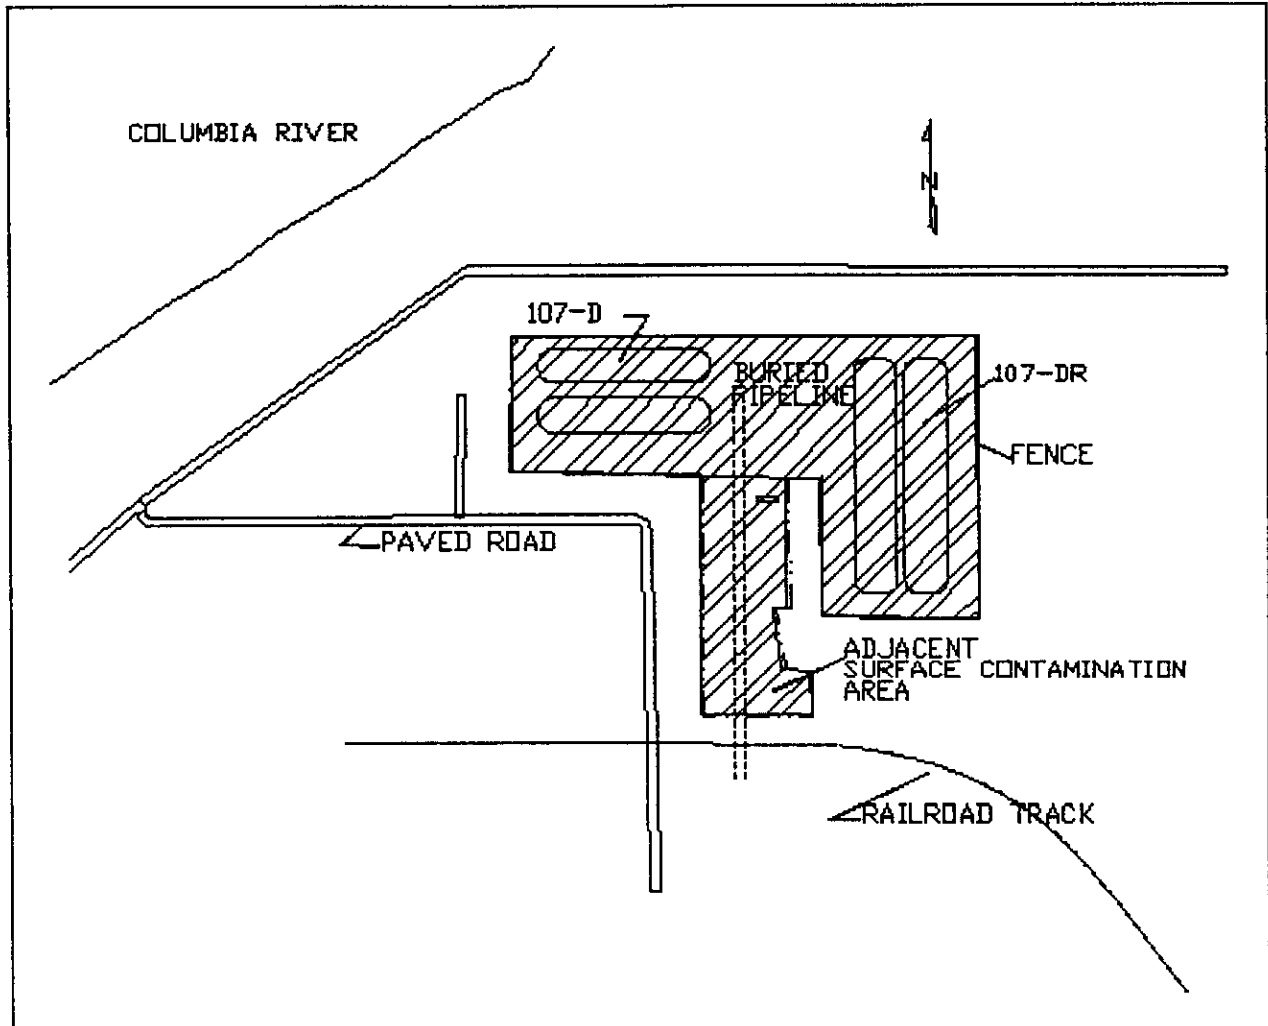 COLUMBIA RIVER
N
107-D
BURIED
PIPELINE
107-DR
FENCE
PAVED ROAD
ADJACENT
SURFACE CONTAMINATION
AREA
RAILROAD TRACK